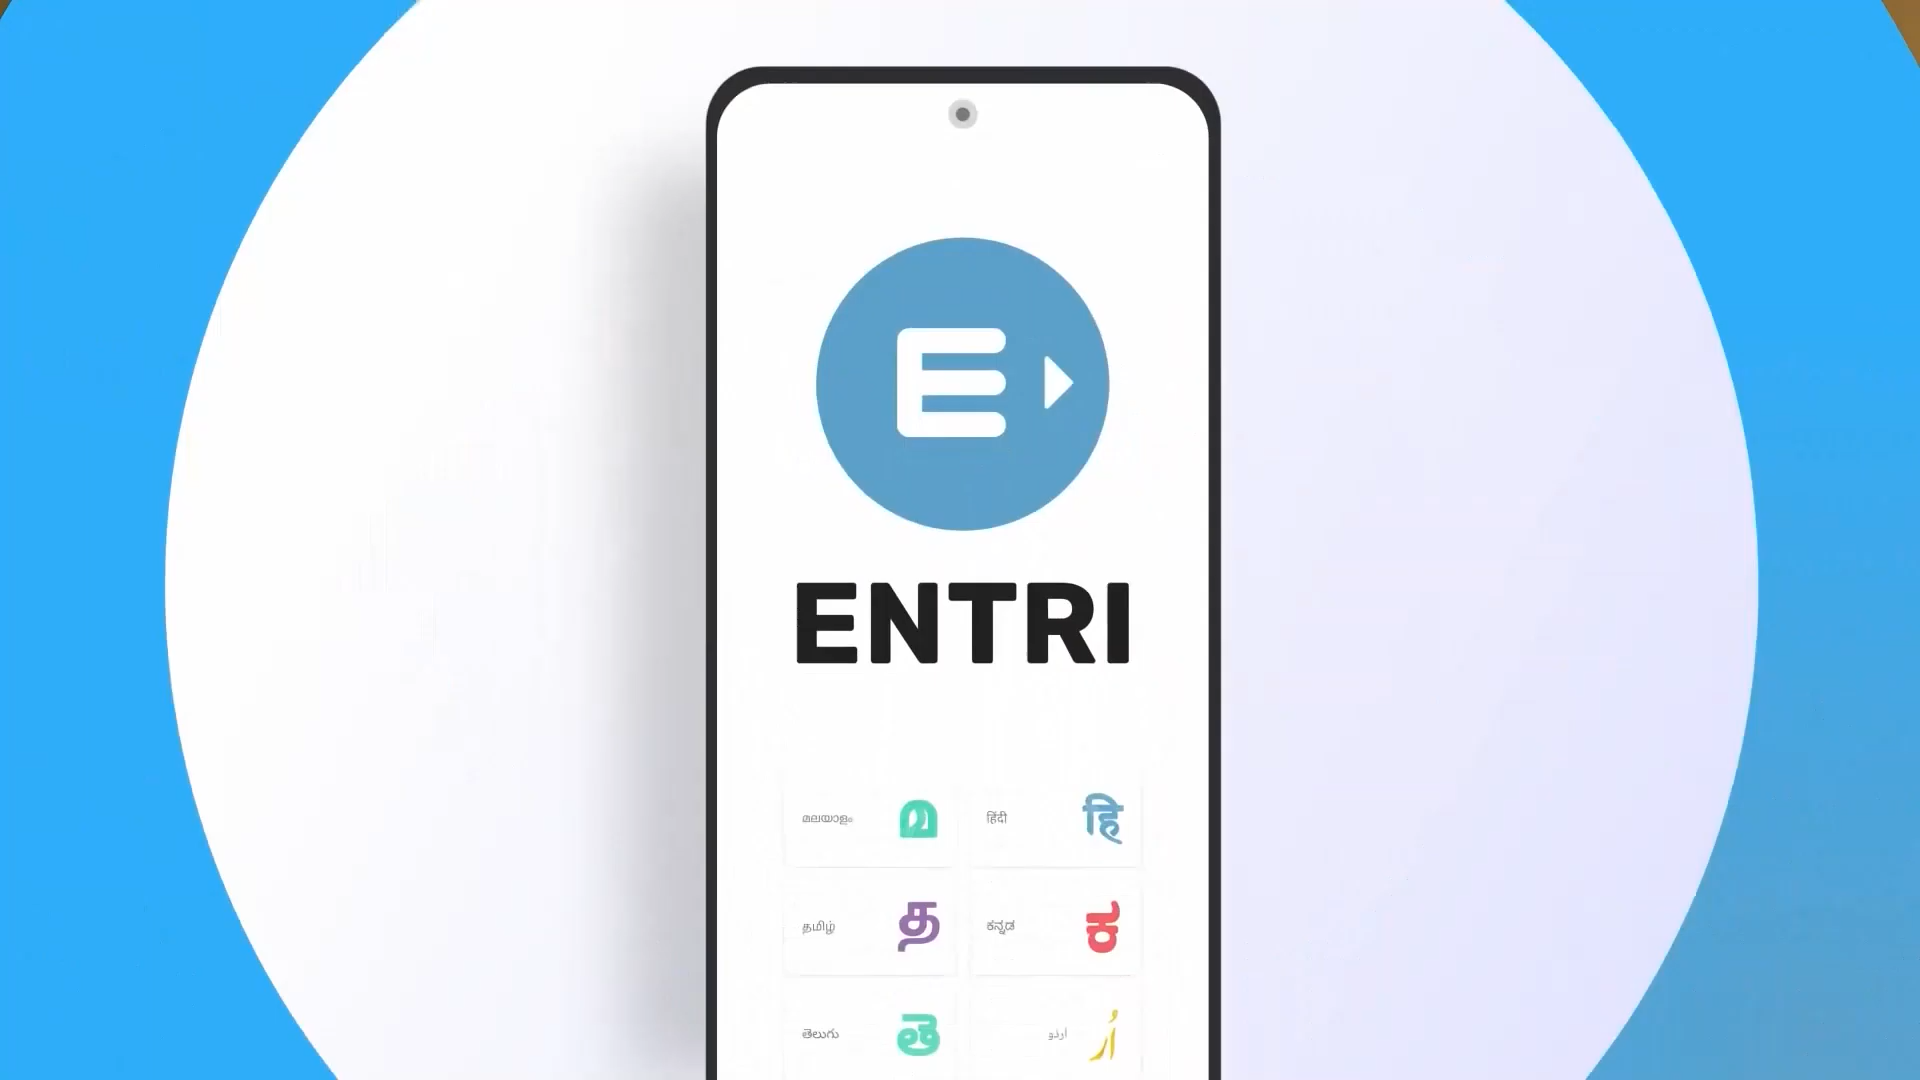 E
ENTRI
മലയാളം മ
हिंदी हि
தமிழ் த
ಕನ್ನಡ ಕ
తెలుగు తె
اردو اُر